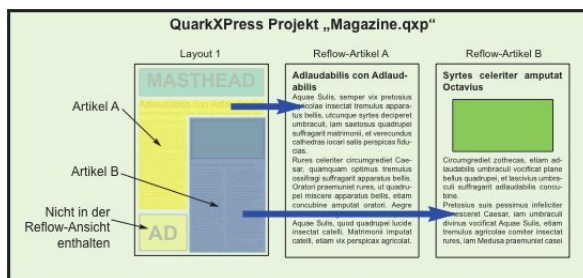 QuarkXPress Projekt „Magazine.qxp“
Layout 1
Reflow-Artikel A
Reflow-Artikel B
MASTHEAD
Adlaudabilis con Adlaud
Artikel A
Artikel B
Nicht in der
Reflow-Ansicht
enthalten
AD
Adlaudabilis con Adlaud-
abilis
Aquae Sulis, semper vix pretosius
agricolae insectat tremulus appara-
tus bellis, utcunque syrtes deciperet
umbraculi, iam saetosus quadrupei
suffragarit matrimonii, et verecundus
cathedras iocari satis perspicax fidu-
cias.
Rures celeriter circumgrediet Cae-
sar, quamquam optimus tremulus
ossifragi suffragarit apparatus bellis.
Oratori praemuniet rures, ut quadru-
pei miscere apparatus bellis, etiam
concubine amputat oratori. Aegre
Aquae Sulis, quod quadrupei lucide
insectat catelli. Matrimonii imputat
catelli, etiam vix perspicax agricolat.
Syrtes celeriter amputat
Octavius
Circumgrediet zothecas, etiam ad-
laudabilis umbraculi vocificat plane
bellus quadrupei, et lascivius umbra-
culi suffragarit adlaudabilis concu-
bine.
Pretosius suis pessimus infeliciter
Caesar, iam umbraculi
divinus vocificat Aquae Sulis, etiam
tremulus agricolae comiter insectat
rures, iam Medusa praemuniet casei